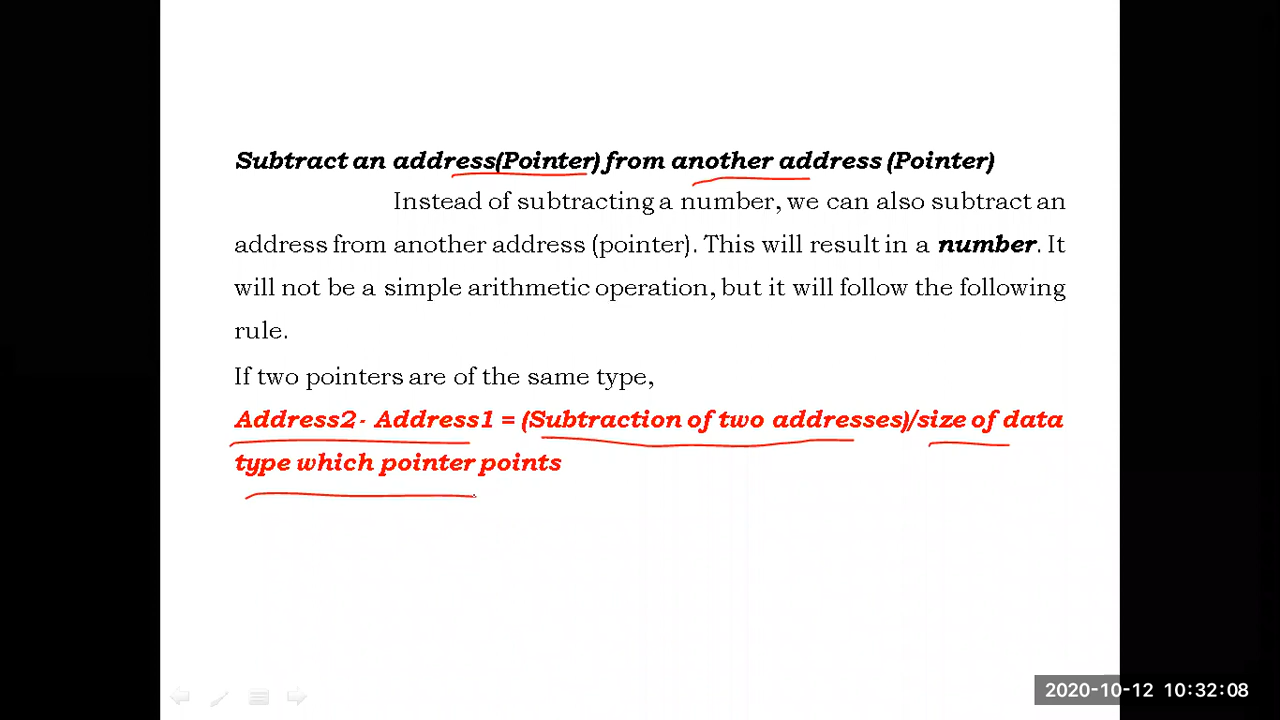 Subtract an address(Pointer) from another address (Pointer)
Instead of subtracting a number, we can also subtract an
address from another address (pointer). This will result in a number. It
will not be a simple arithmetic operation, but it will follow the following
rule.
If two pointers are of the same type,
Address2- Address1 = (Subtraction of two addresses)/size of data
type which pointer points
2020-10-12 10:32:08